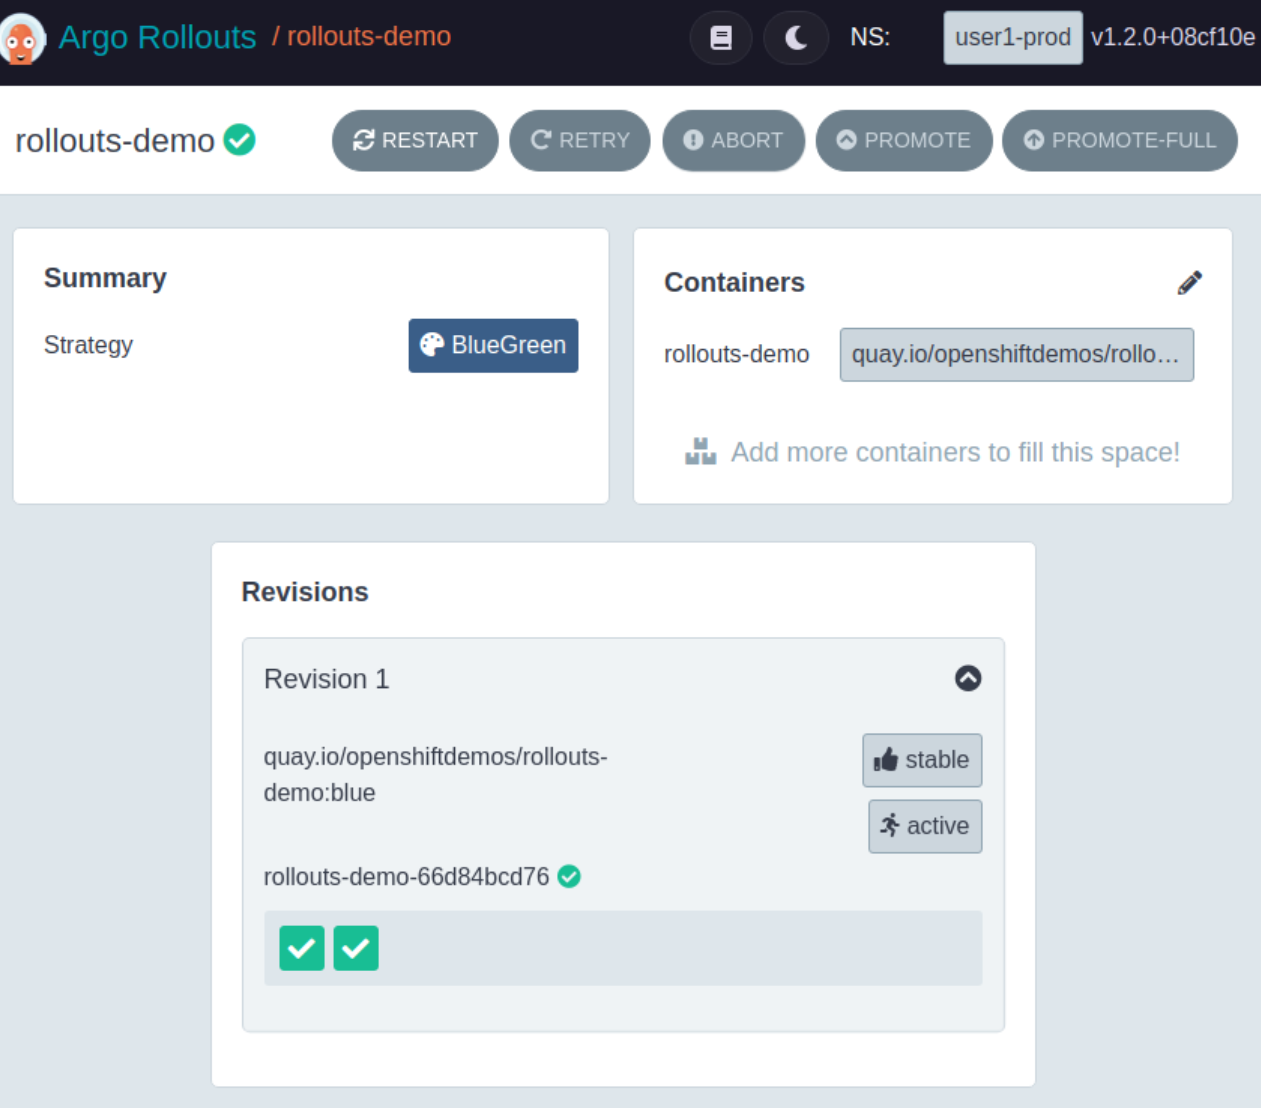 Argo Rollouts / rollouts-demo NS: user1-prod v1.2.0+08cf10e
rollouts-demo RESTART RETRY ABORT PROMOTE PROMOTE-FULL
Summary
Strategy BlueGreen
Containers
rollouts-demo quay.io/openshiftdemos/rollo…
Add more containers to fill this space!
Revisions
Revision 1
quay.io/openshiftdemos/rollouts-
demo:blue
stable
active
rollouts-demo-66d84bcd76